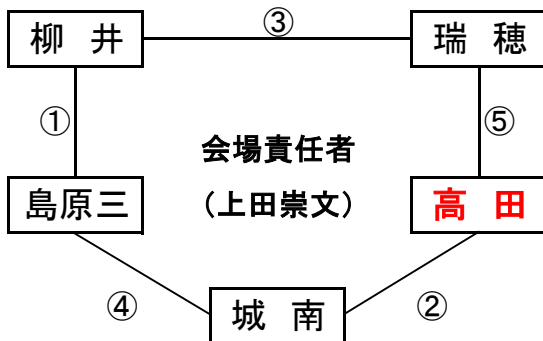 ③
柳 井
瑞 穂
①
⑤
会場責任者
(上田崇文)
島原三
高 田
④
②
城 南